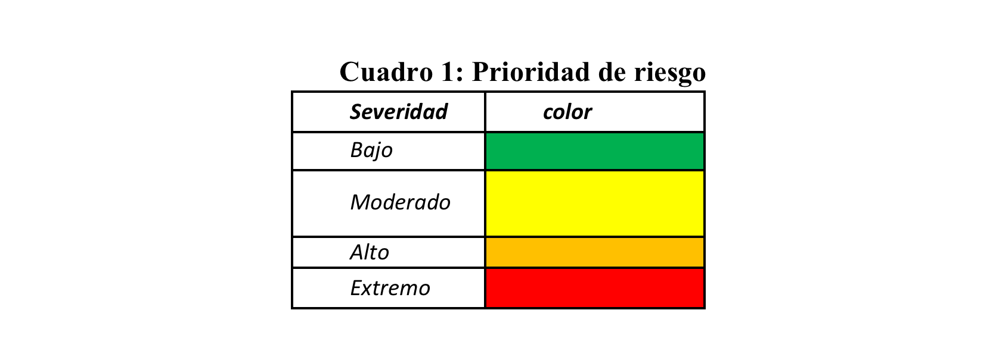 Cuadro 1: Prioridad de riesgo
Severidad color
Bajo
Moderado
Alto
Extremo